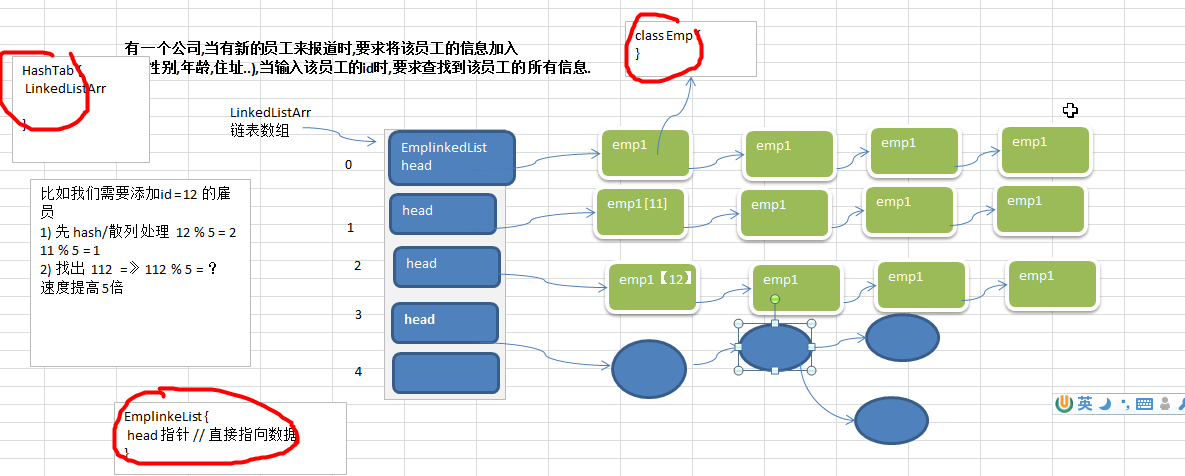 有一个公司,当有新的员工来报道时,要求将该员工的信息加入
性别,年龄,住址..),当输入该员工的id时,要求查找到该员工的 所有信息.
class Emp {
}
HashTab {
LinkedListArr
}
LinkedListArr
链表数组
0
EmplinkedList
head
emp1
emp1
emp1
emp1
1
head
emp1 [11]
emp1
emp1
emp1
2
head
emp1【12】
emp1
emp1
emp1
3
head
4
比如我们需要添加id =12 的雇
员
1) 先 hash/散列处理 12 % 5 = 2
11 % 5 = 1
2) 找出 112 =》 112 % 5 = ？
速度提高 5倍
EmplinkeList {
head 指针 // 直接指向数据
}
英